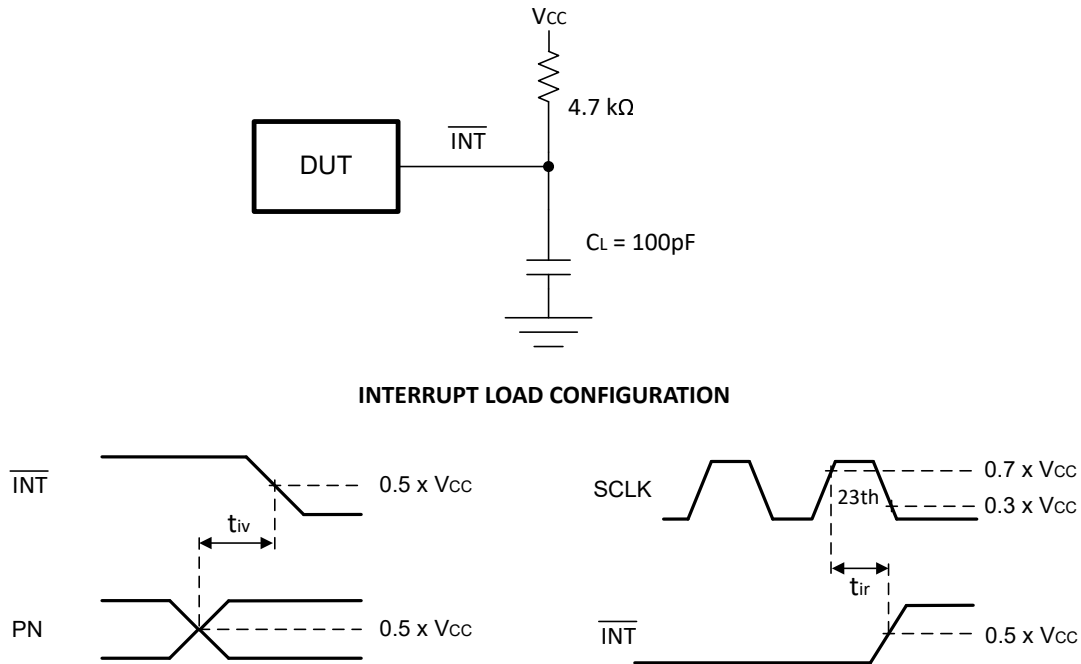 VCC
4.7 kΩ
DUT
INT
CL = 100pF
INTERRUPT LOAD CONFIGURATION
INT
0.5 x VCC
tiv
PN
0.5 x VCC
SCLK
23th
0.7 x VCC
0.3 x VCC
tir
INT
0.5 x VCC